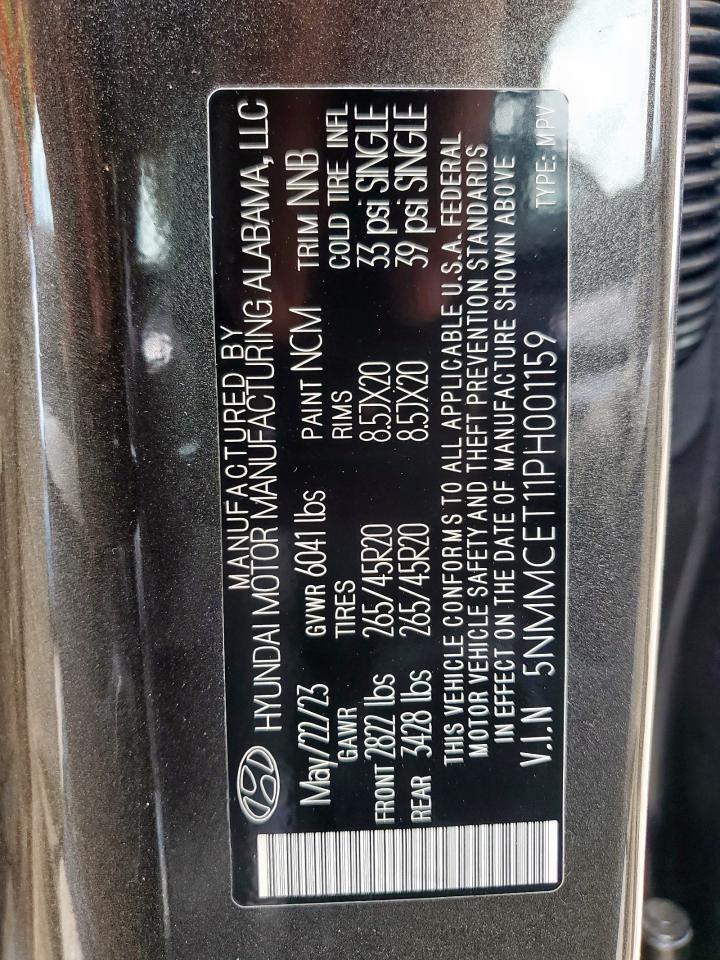 MANUFACTURED BY
HYUNDAI MOTOR MANUFACTURING ALABAMA, LLC
May/22/23 GVWR 6041 lbs PAINT NCM TRIM NNB
GAWR TIRES RIMS COLD TIRE INFL
FRONT 2822 lbs 265/45R20 8.5JX20 33 psi SINGLE
REAR 3428 lbs 265/45R20 8.5JX20 39 psi SINGLE
THIS VEHICLE CONFORMS TO ALL APPLICABLE U.S.A. FEDERAL
MOTOR VEHICLE SAFETY AND THEFT PREVENTION STANDARDS
IN EFFECT ON THE DATE OF MANUFACTURE SHOWN ABOVE
V.I.N 5NMMCET11PH001159 TYPE: MPV